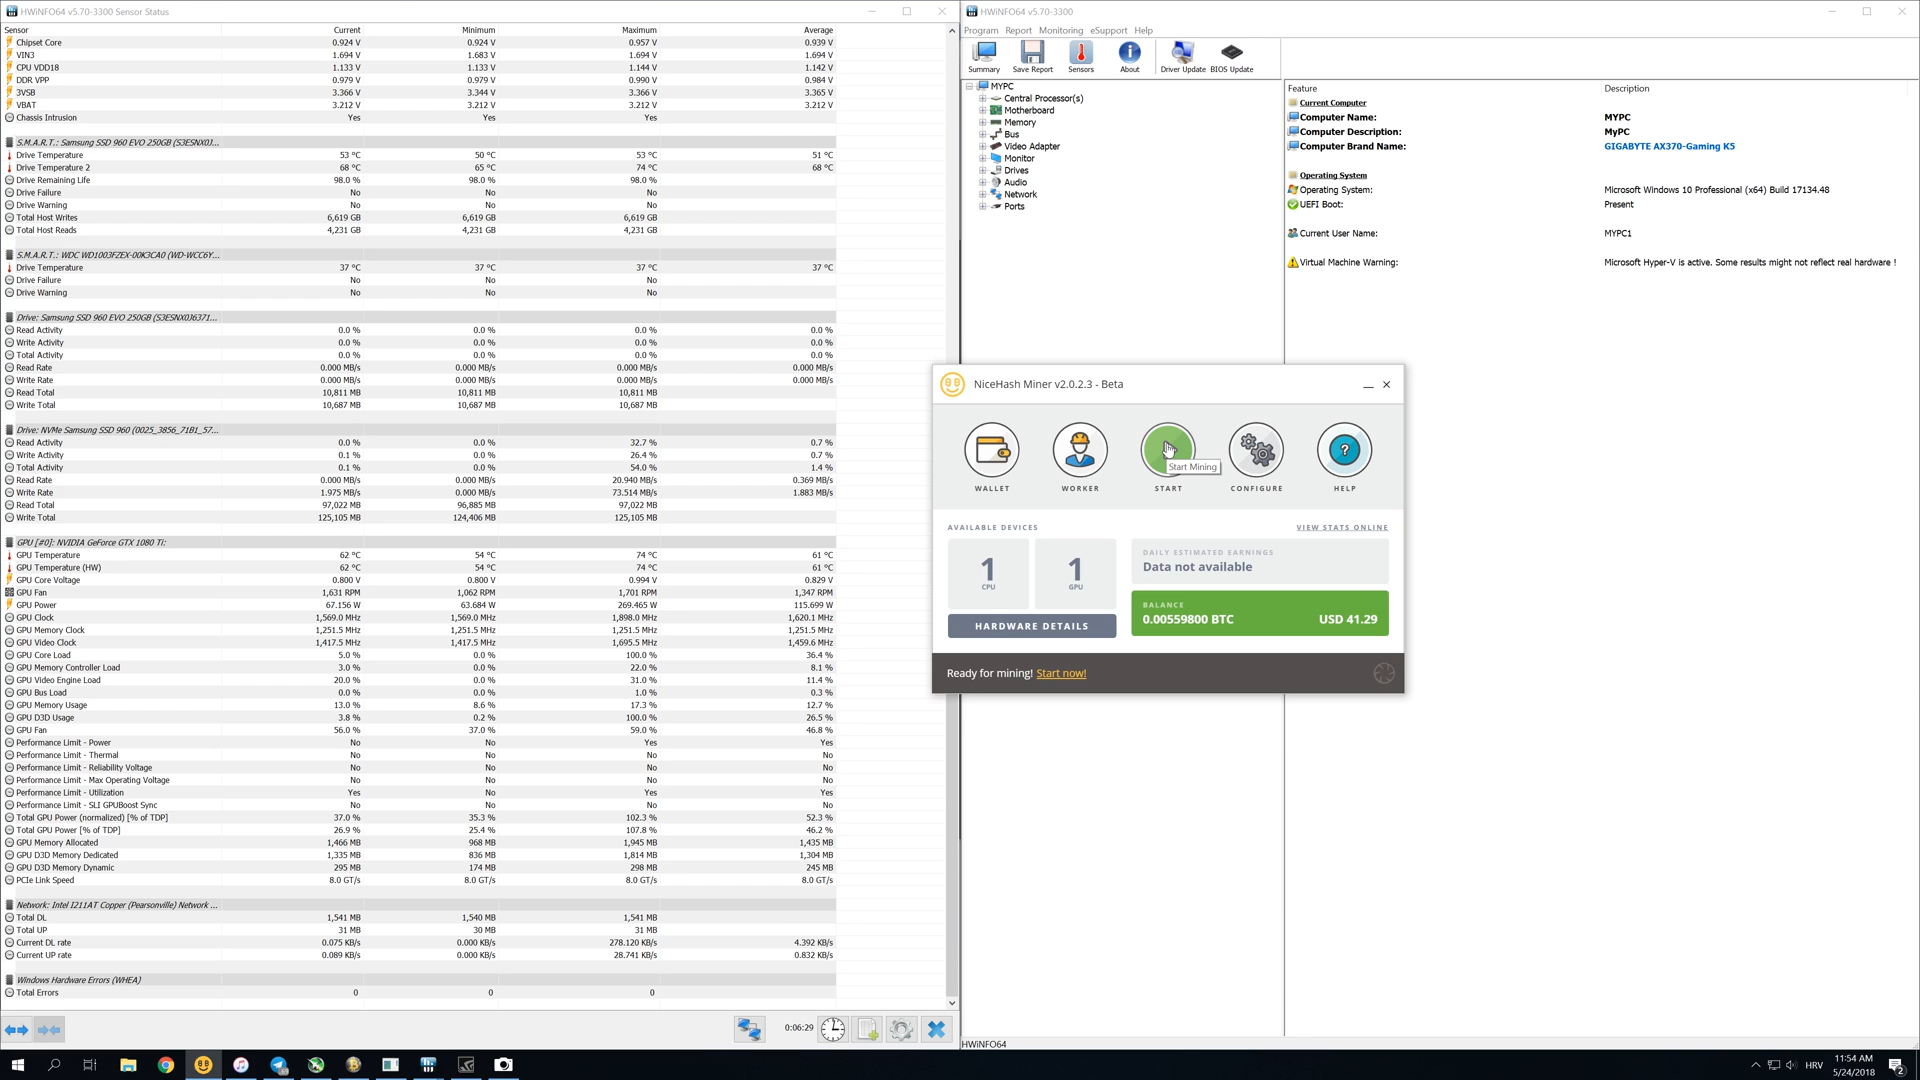 HWiNFO64 v5.70-3300 Sensor Status
Sensor Current Minimum Maximum Average
Chipset Core 0.924 V 0.924 V 0.957 V 0.939 V
VIN3 1.694 V 1.683 V 1.694 V 1.694 V
CPU VDD18 1.133 V 1.133 V 1.144 V 1.142 V
DDR VPP 0.979 V 0.979 V 0.990 V 0.984 V
3VSB 3.366 V 3.344 V 3.366 V 3.365 V
VBAT 3.212 V 3.212 V 3.212 V 3.212 V
Chassis Intrusion Yes Yes Yes
S.M.A.R.T.: Samsung SSD 960 EVO 250GB (S3ESNX0J...
Drive Temperature 53 °C 50 °C 53 °C 51 °C
Drive Temperature 2 68 °C 65 °C 74 °C 68 °C
Drive Remaining Life 98.0 % 98.0 % 98.0 %
Drive Failure No No No
Drive Warning No No No
Total Host Writes 6,619 GB 6,619 GB 6,619 GB
Total Host Reads 4,231 GB 4,231 GB 4,231 GB
S.M.A.R.T.: WDC WD1003FZEX-00K3CA0 (WD-WCC6Y...
Drive Temperature 37 °C 37 °C 37 °C 37 °C
Drive Failure No No No
Drive Warning No No No
Drive: Samsung SSD 960 EVO 250GB (S3ESNX0J6371...
Read Activity 0.0 % 0.0 % 0.0 % 0.0 %
Write Activity 0.0 % 0.0 % 0.0 % 0.0 %
Total Activity 0.0 % 0.0 % 0.0 % 0.0 %
Read Rate 0.000 MB/s 0.000 MB/s 0.000 MB/s 0.000 MB/s
Write Rate 0.000 MB/s 0.000 MB/s 0.000 MB/s 0.000 MB/s
Read Total 10,811 MB 10,811 MB 10,811 MB
Write Total 10,687 MB 10,687 MB 10,687 MB
Drive: NVMe Samsung SSD 960 (0025_3856_71B1_57...
Read Activity 0.0 % 0.0 % 32.7 % 0.7 %
Write Activity 0.1 % 0.0 % 26.4 % 0.7 %
Total Activity 0.1 % 0.0 % 54.0 % 1.4 %
Read Rate 0.000 MB/s 0.000 MB/s 20.940 MB/s 0.369 MB/s
Write Rate 1.975 MB/s 0.000 MB/s 73.514 MB/s 1.883 MB/s
Read Total 97,022 MB 96,885 MB 97,022 MB
Write Total 125,105 MB 124,406 MB 125,105 MB
GPU [#0]: NVIDIA GeForce GTX 1080 Ti:
GPU Temperature 62 °C 54 °C 74 °C 61 °C
GPU Temperature (HW) 62 °C 54 °C 74 °C 61 °C
GPU Core Voltage 0.800 V 0.800 V 0.994 V 0.829 V
GPU Fan 1,631 RPM 1,062 RPM 1,701 RPM 1,347 RPM
GPU Power 67.156 W 63.684 W 269.465 W 115.699 W
GPU Clock 1,569.0 MHz 1,569.0 MHz 1,898.0 MHz 1,620.1 MHz
GPU Memory Clock 1,251.5 MHz 1,251.5 MHz 1,251.5 MHz 1,251.5 MHz
GPU Video Clock 1,417.5 MHz 1,417.5 MHz 1,695.5 MHz 1,459.6 MHz
GPU Core Load 5.0 % 0.0 % 100.0 % 36.4 %
GPU Memory Controller Load 3.0 % 0.0 % 22.0 % 8.1 %
GPU Video Engine Load 20.0 % 0.0 % 31.0 % 11.4 %
GPU Bus Load 0.0 % 0.0 % 1.0 % 0.3 %
GPU Memory Usage 13.0 % 8.6 % 17.3 % 12.7 %
GPU D3D Usage 3.8 % 0.2 % 100.0 % 26.5 %
GPU Fan 56.0 % 37.0 % 59.0 % 46.8 %
Performance Limit - Power No No Yes Yes
Performance Limit - Thermal No No No No
Performance Limit - Reliability Voltage No No No No
Performance Limit - Max Operating Voltage No No No No
Performance Limit - Utilization Yes No Yes Yes
Performance Limit - SLI GPUBoost Sync No No No No
Total GPU Power (normalized) [% of TDP] 37.0 % 35.3 % 102.3 % 52.3 %
Total GPU Power [% of TDP] 26.9 % 25.4 % 107.8 % 46.2 %
GPU Memory Allocated 1,466 MB 968 MB 1,945 MB 1,435 MB
GPU D3D Memory Dedicated 1,335 MB 836 MB 1,814 MB 1,304 MB
GPU D3D Memory Dynamic 295 MB 174 MB 298 MB 245 MB
PCIe Link Speed 8.0 GT/s 8.0 GT/s 8.0 GT/s 8.0 GT/s
Network: Intel I211AT Copper (Pearsonville) Network ...
Total DL 1,541 MB 1,540 MB 1,541 MB
Total UP 31 MB 30 MB 31 MB
Current DL rate 0.075 KB/s 0.000 KB/s 278.120 KB/s 4.392 KB/s
Current UP rate 0.089 KB/s 0.000 KB/s 28.741 KB/s 0.832 KB/s
Windows Hardware Errors (WHEA)
Total Errors 0 0 0
0:06:29
HWiNFO64 v5.70-3300
Program Report Monitoring eSupport Help
Summary Save Report Sensors About Driver Update BIOS Update
MYPC
Central Processor(s)
Motherboard
Memory
Bus
Video Adapter
Monitor
Drives
Audio
Network
Ports
Feature Description
Current Computer
Computer Name: MYPC
Computer Description: MyPC
Computer Brand Name: GIGABYTE AX370-Gaming K5
Operating System
Operating System: Microsoft Windows 10 Professional (x64) Build 17134.48
UEFI Boot: Present
Current User Name: MYPC1
Virtual Machine Warning: Microsoft Hyper-V is active. Some results might not reflect real hardware !
NiceHash Miner v2.0.2.3 - Beta
Start Mining
WALLET WORKER START CONFIGURE HELP
AVAILABLE DEVICES
VIEW STATS ONLINE
1 CPU
1 GPU
HARDWARE DETAILS
DAILY ESTIMATED EARNINGS
Data not available
BALANCE
0.00559800 BTC USD 41.29
Ready for mining! Start now!
HWiNFO64
HRV
11:54 AM
5/24/2018
2